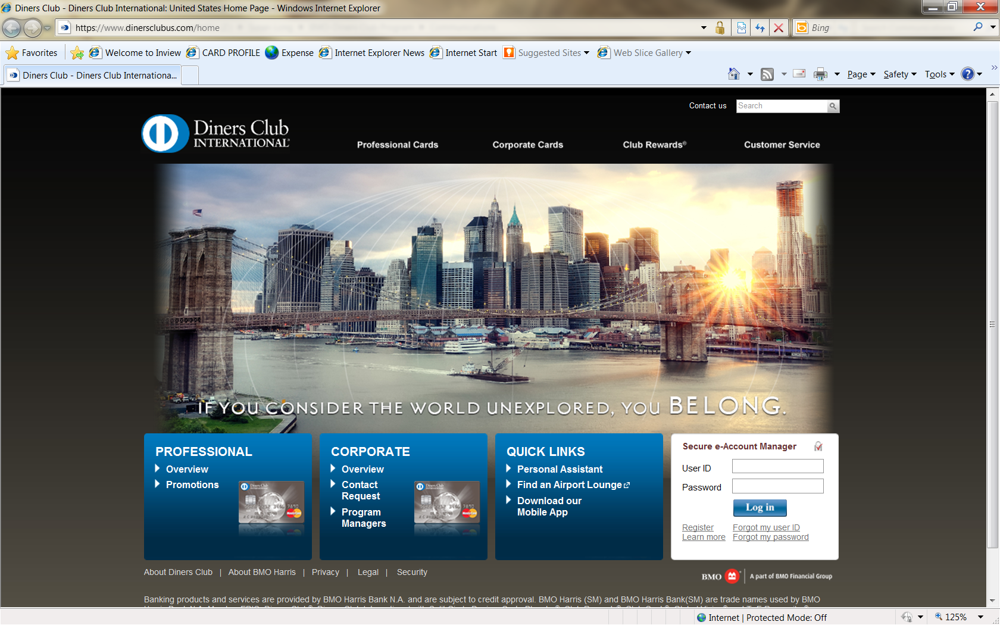 Diners Club - Diners Club International: United States Home Page - Windows Internet Explorer
https://www.dinersclubus.com/home
Bing
Favorites
Welcome to Inview
CARD PROFILE
Expense
Internet Explorer News
Internet Start
Suggested Sites
Web Slice Gallery
Diners Club - Diners Club Internationa...
Page
Safety
Tools
Contact us
Search
Diners Club
INTERNATIONAL®
Professional Cards
Corporate Cards
Club Rewards®
Customer Service
IF YOU CONSIDER THE WORLD UNEXPLORED, YOU BELONG.
PROFESSIONAL
Overview
Promotions
CORPORATE
Overview
Contact
Request
Program
Managers
QUICK LINKS
Personal Assistant
Find an Airport Lounge
Download our
Mobile App
Secure e-Account Manager
User ID
Password
Log in
Register
Forgot my user ID
Learn more
Forgot my password
About Diners Club | About BMO Harris | Privacy | Legal | Security
BMO
A part of BMO Financial Group
Banking products and services are provided by BMO Harris Bank N.A. and are subject to credit approval. BMO Harris (SM) and BMO Harris Bank(SM) are trade names used by BMO
Internet | Protected Mode: Off
125%